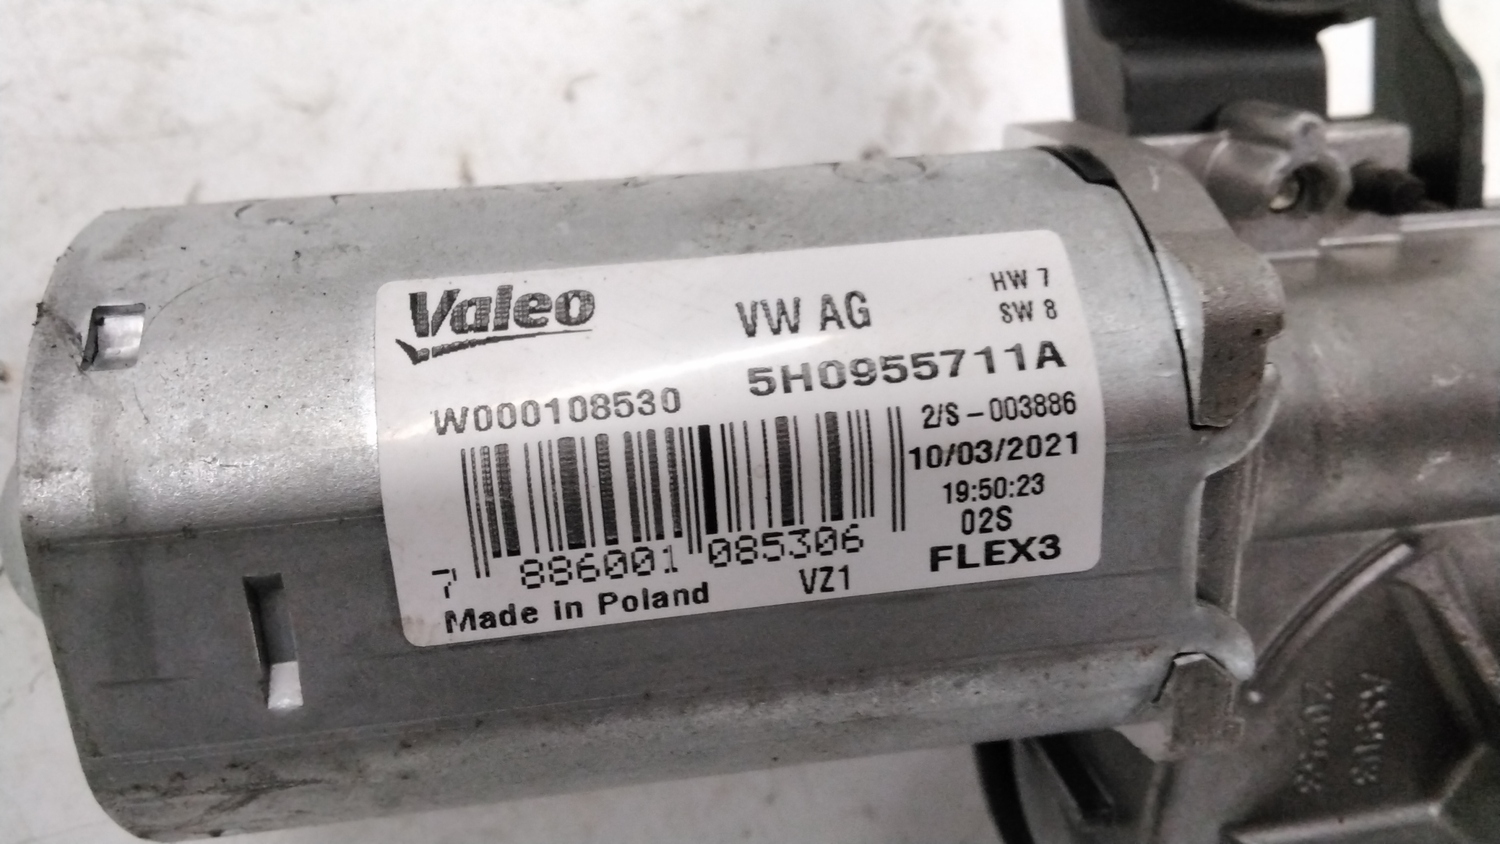 Valeo
VW AG
HW 7
SW 8
W000108530
5H0955711A
2/S-003886
10/03/2021
19:50:23
02S
FLEX3
7 886001 085306
Made in Poland
VZ1